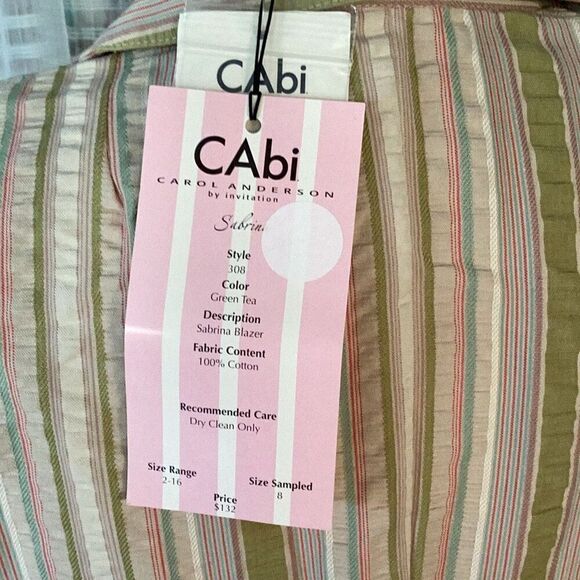 CAbi
CAbi
CAROL ANDERSON
by invitation
Style
308
Color
Green Tea
Description
Sabrina Blazer
Fabric Content
100% Cotton
Recommended Care
Dry Clean Only
Size Range
2-16
Size Sampled
8
Price
$132